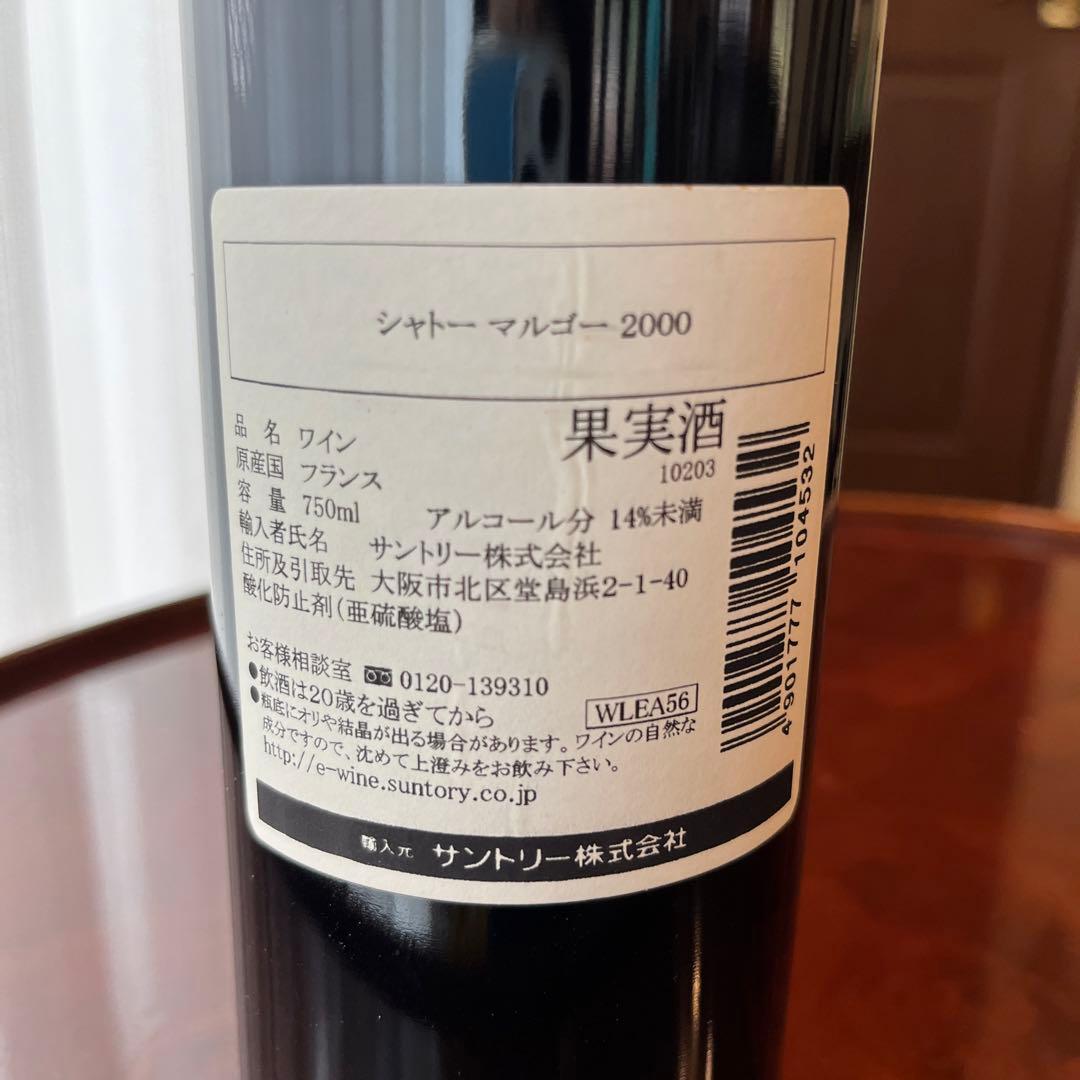 シャトー マルゴー 2000
果実酒
10203
品 名 ワイン
原産国 フランス
容 量 750ml アルコール分 14%未満
輸入者氏名 サントリー株式会社
住所及引取先 大阪市北区堂島浜2-1-40
酸化防止剤(亜硫酸塩)
お客様相談室 0120-139310
●飲酒は20歳を過ぎてから
WLEA56
●瓶底にオリや結晶が出る場合があります。ワインの自然な
成分ですので、沈めて上澄みをお飲み下さい。
http://e-wine.suntory.co.jp
輸入元 サントリー株式会社
4 901777 104532